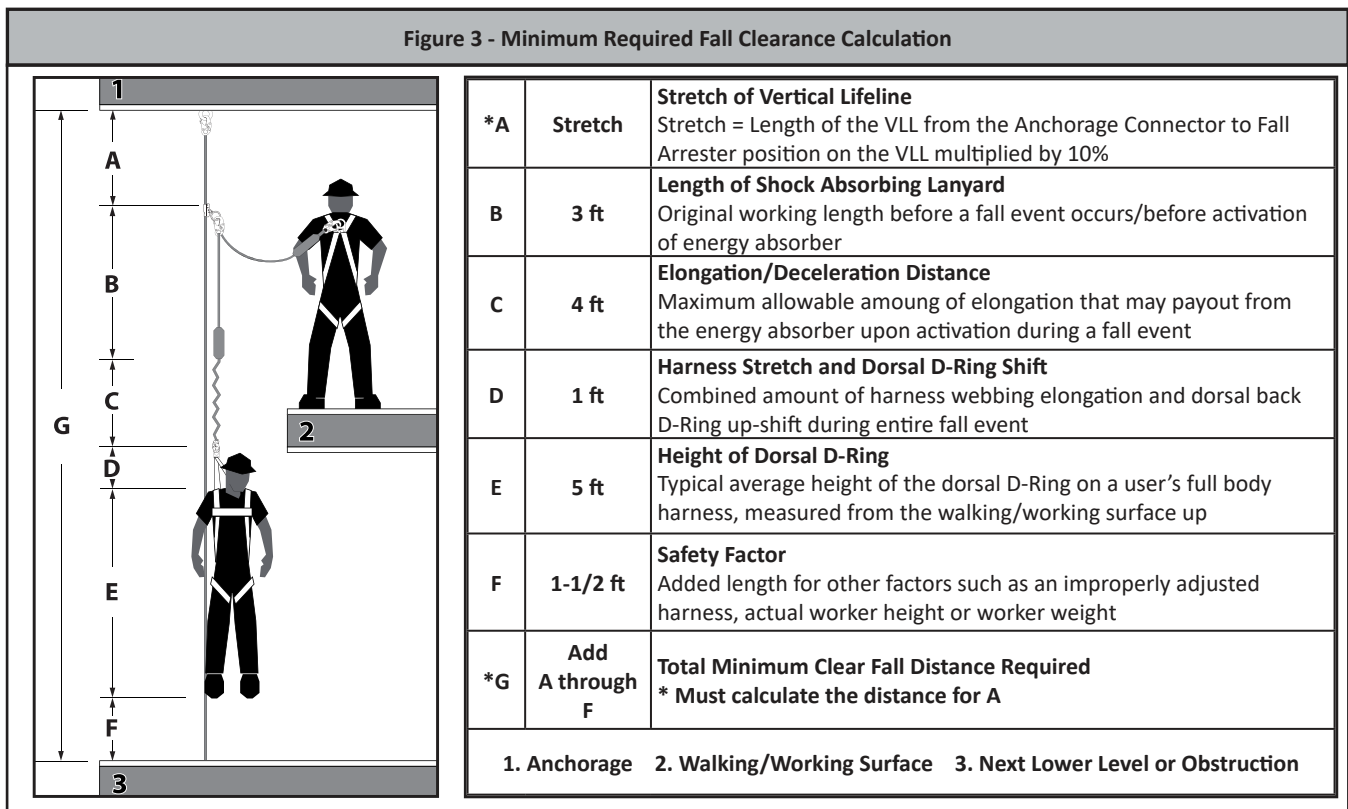 Figure 3 - Minimum Required Fall Clearance Calculation
1
A
B
C
G
2
D
E
F
3
*A
Stretch
Stretch of Vertical Lifeline
Stretch = Length of the VLL from the Anchorage Connector to Fall
Arrester position on the VLL multiplied by 10%
B
3 ft
Length of Shock Absorbing Lanyard
Original working length before a fall event occurs/before activation
of energy absorber
C
4 ft
Elongation/Deceleration Distance
Maximum allowable amoung of elongation that may payout from
the energy absorber upon activation during a fall event
D
1 ft
Harness Stretch and Dorsal D-Ring Shift
Combined amount of harness webbing elongation and dorsal back
D-Ring up-shift during entire fall event
E
5 ft
Height of Dorsal D-Ring
Typical average height of the dorsal D-Ring on a user's full body
harness, measured from the walking/working surface up
F
1-1/2 ft
Safety Factor
Added length for other factors such as an improperly adjusted
harness, actual worker height or worker weight
*G
Add
A through
F
Total Minimum Clear Fall Distance Required
* Must calculate the distance for A
1. Anchorage 2. Walking/Working Surface 3. Next Lower Level or Obstruction